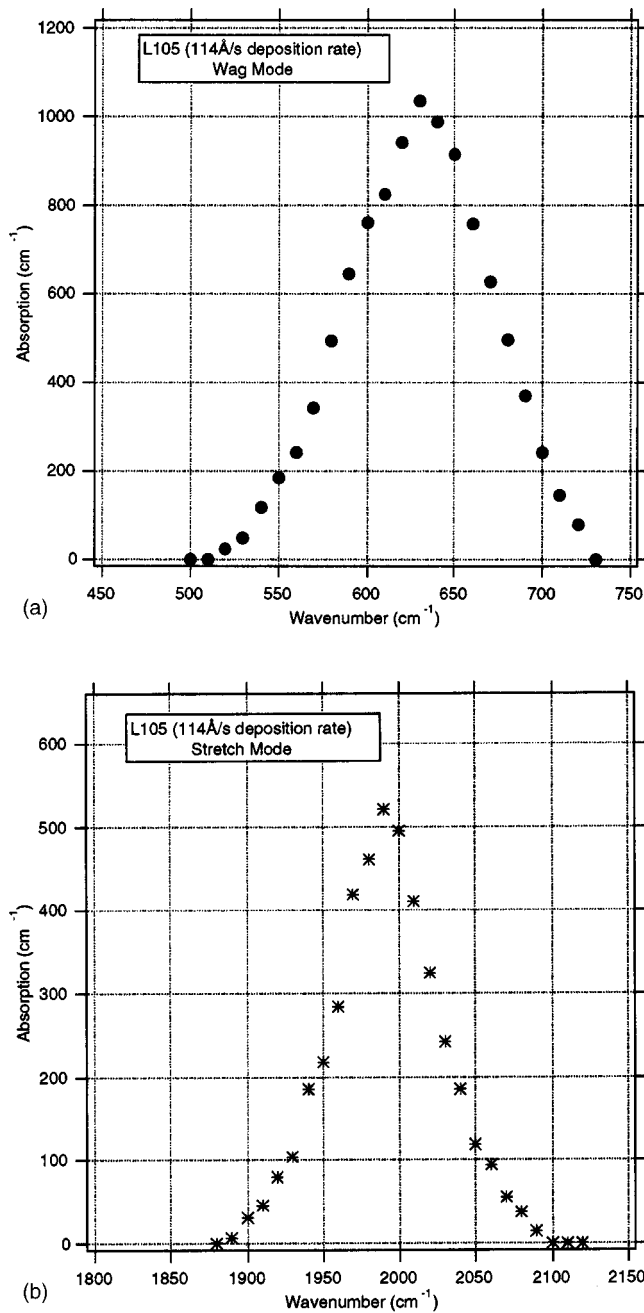 1200
L105 (114Å/s deposition rate)
Wag Mode
1000
800
600
400
200
0
Absorption (cm⁻¹)
450 500 550 600 650 700 750
Wavenumber (cm⁻¹)
(a)
L105 (114Å/s deposition rate)
Stretch Mode
600
500
400
300
200
100
0
Absorption (cm⁻¹)
1800 1850 1900 1950 2000 2050 2100 2150
Wavenumber (cm⁻¹)
(b)